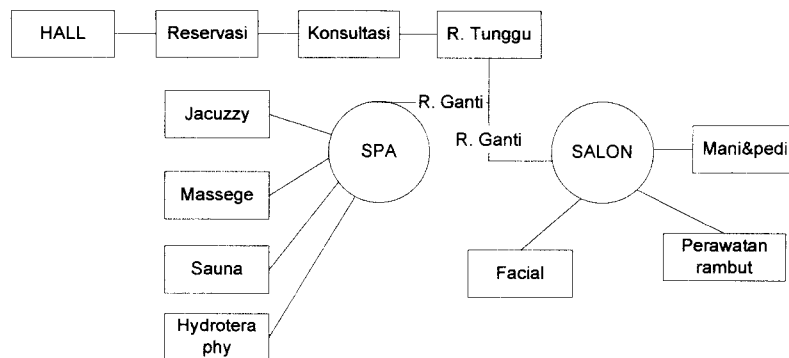 HALL
Reservasi
Konsultasi
R. Tunggu
R. Ganti
Jacuzzy
R. Ganti
SPA
SALON
Mani&pedi
Massege
Perawatan
rambut
Sauna
Facial
Hydrotera
phy